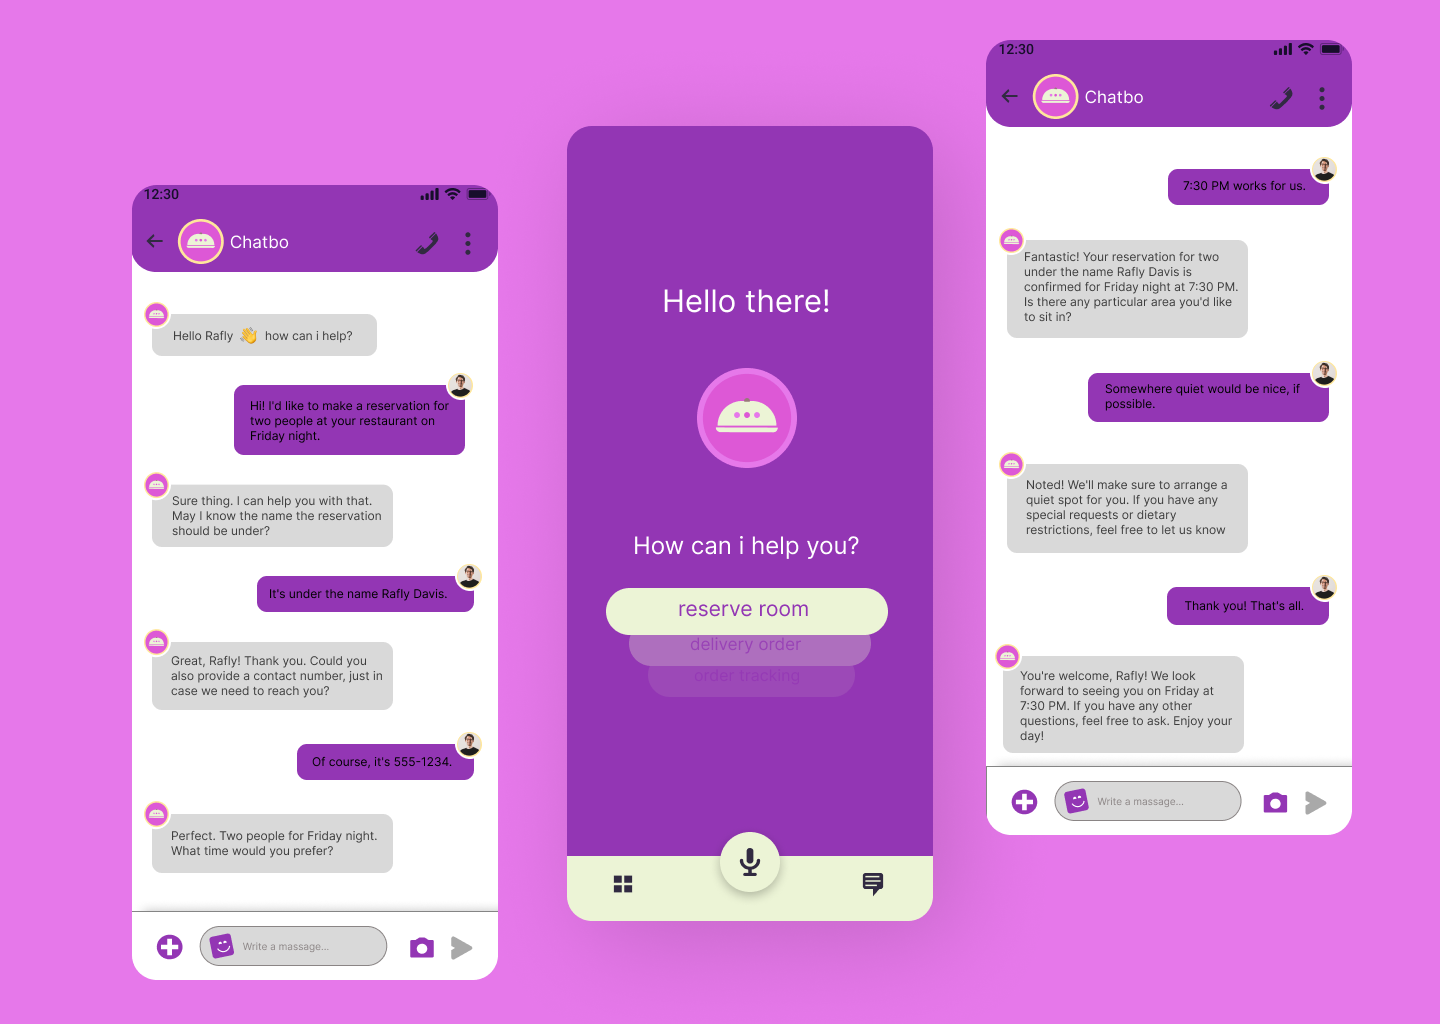 12:30
Chatbo
Hello Rafly 👋 how can i help?
Hi! I'd like to make a reservation for
two people at your restaurant on
Friday night.
Sure thing. I can help you with that.
May I know the name the reservation
should be under?
It's under the name Rafly Davis.
Great, Rafly! Thank you. Could you
also provide a contact number, just in
case we need to reach you?
Of course, it's 555-1234.
Perfect. Two people for Friday night.
What time would you prefer?
Write a massage...
Hello there!
How can i help you?
reserve room
delivery order
order tracking
12:30
Chatbo
7:30 PM works for us.
Fantastic! Your reservation for two
under the name Rafly Davis is
confirmed for Friday night at 7:30 PM.
Is there any particular area you'd like
to sit in?
Somewhere quiet would be nice, if
possible.
Noted! We'll make sure to arrange a
quiet spot for you. If you have any
special requests or dietary
restrictions, feel free to let us know
Thank you! That's all.
You're welcome, Rafly! We look
forward to seeing you on Friday at
7:30 PM. If you have any other
questions, feel free to ask. Enjoy your
day!
Write a massage...